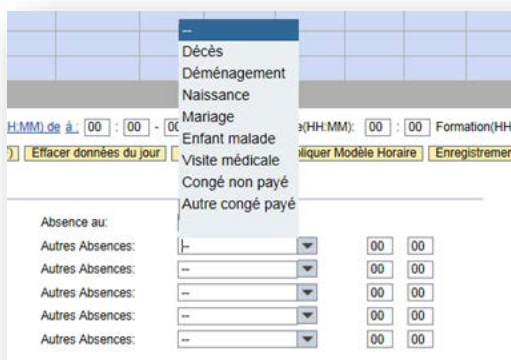 --
Décès
Déménagement
Naissance
Mariage
Enfant malade
Visite médicale
Congé non payé
Autre congé payé
H:MM) de à : 00 : 00 - 00 e(HH:MM): 00 : 00 Formation(HH
) Effacer données du jour pliquer Modèle Horaire Enregistremen
Absence au:
Autres Absences: -- 00 00
Autres Absences: -- 00 00
Autres Absences: -- 00 00
Autres Absences: -- 00 00
Autres Absences: -- 00 00